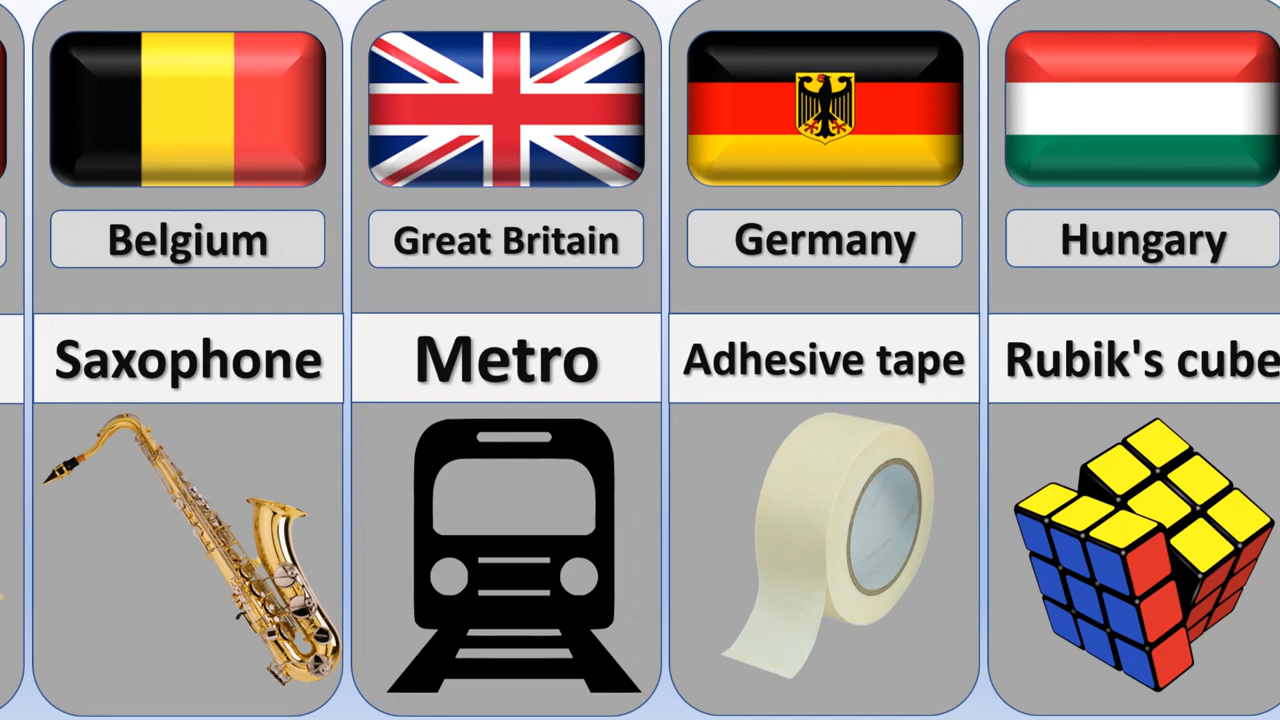 Belgium
Great Britain
Germany
Hungary
Saxophone
Metro
Adhesive tape
Rubik's cube